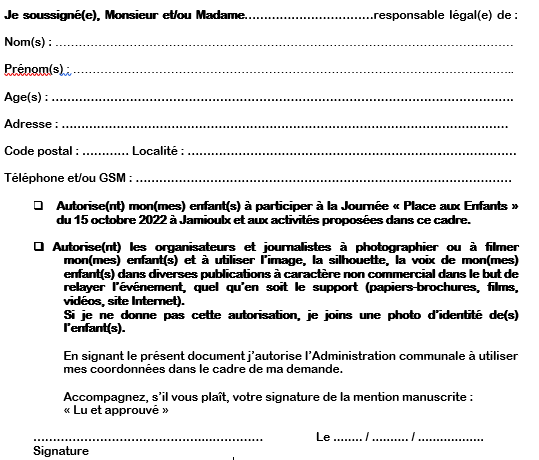 Je soussigné(e), Monsieur et/ou Madame……………………………responsable légal(e) de :
Nom(s) : …………………………………………………………………………………………………………
Prénom(s) : ……………………………………………………………………………………………………..
Age(s) : …………………………………………………………………………………………………………
Adresse : ………………………………………………………………………………………………………
Code postal : ………… Localité : ……………………………………………………………………………
Téléphone et/ou GSM : ………………………………………………………………………………………
❑ Autorise(nt) mon(mes) enfant(s) à participer à la Journée « Place aux Enfants »
du 15 octobre 2022 à Jamioulx et aux activités proposées dans ce cadre.
❑ Autorise(nt) les organisateurs et journalistes à photographier ou à filmer
mon(mes) enfant(s) et à utiliser l'image, la silhouette, la voix de mon(mes)
enfant(s) dans diverses publications à caractère non commercial dans le but de
relayer l'événement, quel qu'en soit le support (papiers-brochures, films,
vidéos, site Internet).
Si je ne donne pas cette autorisation, je joins une photo d'identité de(s)
l'enfant(s).
En signant le présent document j'autorise l'Administration communale à utiliser
mes coordonnées dans le cadre de ma demande.
Accompagnez, s'il vous plaît, votre signature de la mention manuscrite :
« Lu et approuvé »
…………………………………..……………… Le …..… / ………. / ……………..
Signature